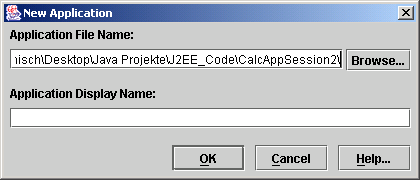 New Application
Application File Name:
nisch\Desktop\Java Projekte\J2EE_Code\CalcAppSession2\
Browse...
Application Display Name:
OK
Cancel
Help...